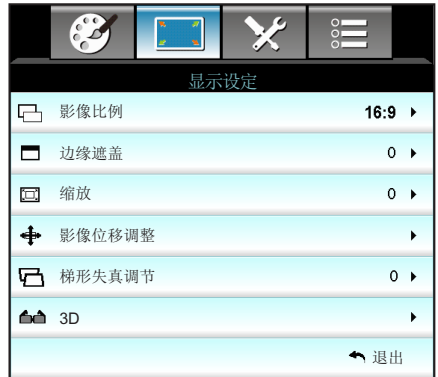 显示设定
影像比例 16:9
边缘遮盖 0
缩放 0
影像位移调整
梯形失真调节 0
3D
退出